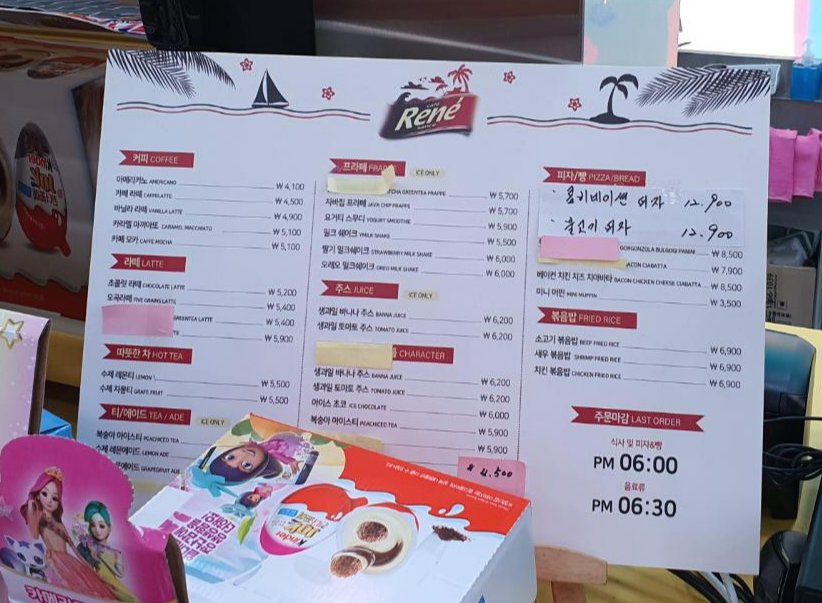 René
커피 COFFEE
아메리카노 AMERICANO ₩ 4,100
카페 라떼 CAFFELATTE ₩ 4,500
바닐라 라떼 VANILLA LATTE ₩ 4,900
카라멜 마끼아또 CARAMEL MACCHIATO ₩ 5,100
카페 모카 CAFFE MOCHA ₩ 5,100
라떼 LATTE
초콜릿 라떼 CHOCOLATE LATTE ₩ 5,200
오곡라떼 FIVE GRAINS LATTE ₩ 5,400
GREENTEA LATTE ₩ 5,400
₩ 5,900
따뜻한 차 HOT TEA
수제 레몬티 LEMON ₩ 5,500
수제 자몽티 GRAPE FRUIT ₩ 5,500
티/에이드 TEA / ADE
ICE ONLY
복숭아 아이스티 PEACHICED TEA
수제 레몬에이드 LEMON ADE
GRAPEFRUIT ADE
프라페 FRAP
ICE ONLY
CHA GREENTEA FRAPPE ₩ 5,700
자바칩 프라페 JAVA CHIP FRAPPE ₩ 5,700
요거티 스무디 YOGURT SMOOTHIE ₩ 5,900
밀크 쉐이크 YMILK SHAKE ₩ 5,500
딸기 밀크쉐이크 STRAWBERRY MILK SHAKE ₩ 6,000
오레오 밀크쉐이크 OREO MILK SHAKE ₩ 6,000
주스 JUICE
ICE ONLY
생과일 바나나 주스 BANNA JUICE ₩ 6,200
생과일 토마토 주스 TOMATO JUICE ₩ 6,200
CHARACTER
생과일 바나나 주스 BANNA JUICE ₩ 6,200
생과일 토마토 주스 TOMATO JUICE ₩ 6,200
아이스 초코 ICE CHOCOLATE ₩ 6,000
복숭아 아이스티 PEACHICED TEA ₩ 5,900
₩ 5,900
₩ 4,500
피자/빵 PIZZA/BREAD
· 콤비네이션 피자 12,900
· 불고기 피자 12,900
GORGONZOLA BULGOGI PANINI ₩ 8,500
BACON CIABATTA ₩ 7,900
베이컨 치킨 치즈 치아바타 BACON CHICKEN CHEESE CIABATTA ₩ 8,500
미니 머핀 MINI MUFFIN ₩ 3,500
볶음밥 FRIED RICE
소고기 볶음밥 BEEF FRIED RICE ₩ 6,900
새우 볶음밥 SHRIMP FRIED RICE ₩ 6,900
치킨 볶음밥 CHICKEN FRIED RICE ₩ 6,900
주문마감 LAST ORDER
식사 및 피자&빵
PM 06:00
음료류
PM 06:30
Kinder